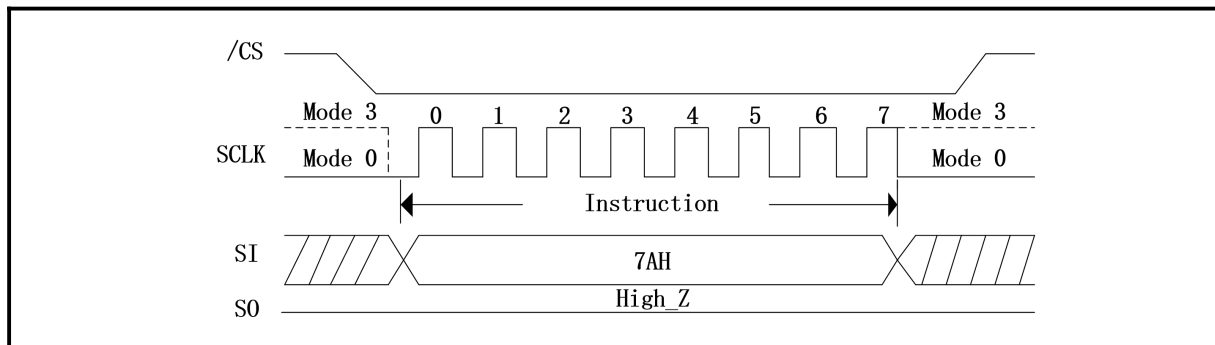 /CS
Mode 3 0 1 2 3 4 5 6 7 Mode 3
SCLK Mode 0 Mode 0
Instruction
SI 7AH
High_Z
SO